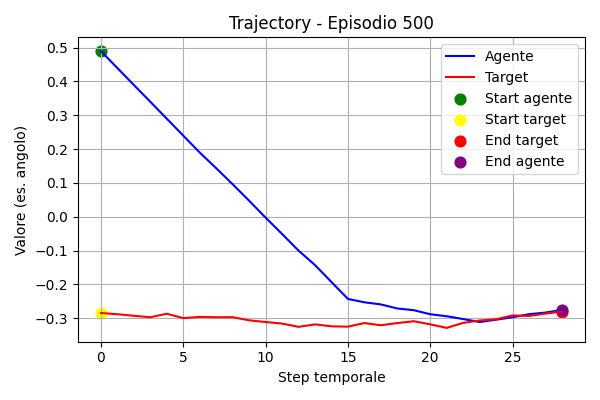 Trajectory - Episodio 500
Valore (es. angolo)
0.5
0.4
0.3
0.2
0.1
0.0
−0.1
−0.2
−0.3
0 5 10 15 20 25
Step temporale
Agente
Target
Start agente
Start target
End target
End agente